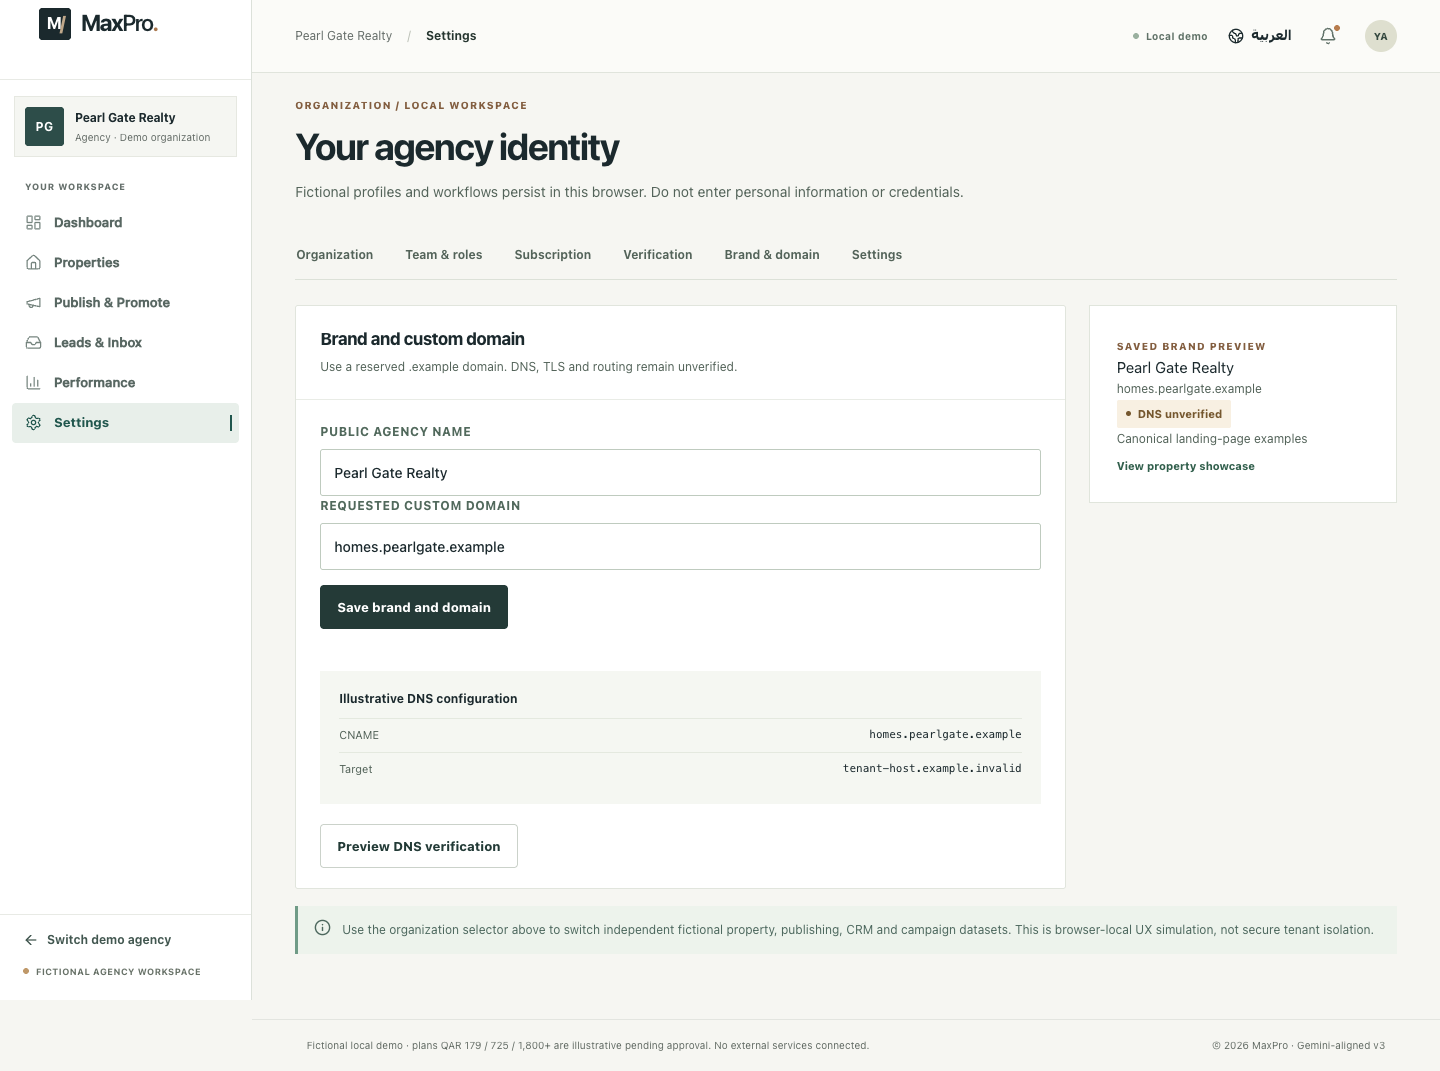 M/ MaxPro.
Pearl Gate Realty / Settings
Local demo
العربية
YA
PG
Pearl Gate Realty
Agency · Demo organization
YOUR WORKSPACE
Dashboard
Properties
Publish & Promote
Leads & Inbox
Performance
Settings
Switch demo agency
FICTIONAL AGENCY WORKSPACE
ORGANIZATION / LOCAL WORKSPACE
Your agency identity
Fictional profiles and workflows persist in this browser. Do not enter personal information or credentials.
Organization
Team & roles
Subscription
Verification
Brand & domain
Settings
Brand and custom domain
Use a reserved .example domain. DNS, TLS and routing remain unverified.
PUBLIC AGENCY NAME
Pearl Gate Realty
REQUESTED CUSTOM DOMAIN
homes.pearlgate.example
Save brand and domain
Illustrative DNS configuration
CNAME homes.pearlgate.example
Target tenant-host.example.invalid
Preview DNS verification
SAVED BRAND PREVIEW
Pearl Gate Realty
homes.pearlgate.example
DNS unverified
Canonical landing-page examples
View property showcase
Use the organization selector above to switch independent fictional property, publishing, CRM and campaign datasets. This is browser-local UX simulation, not secure tenant isolation.
Fictional local demo · plans QAR 179 / 725 / 1,800+ are illustrative pending approval. No external services connected.
© 2026 MaxPro · Gemini-aligned v3